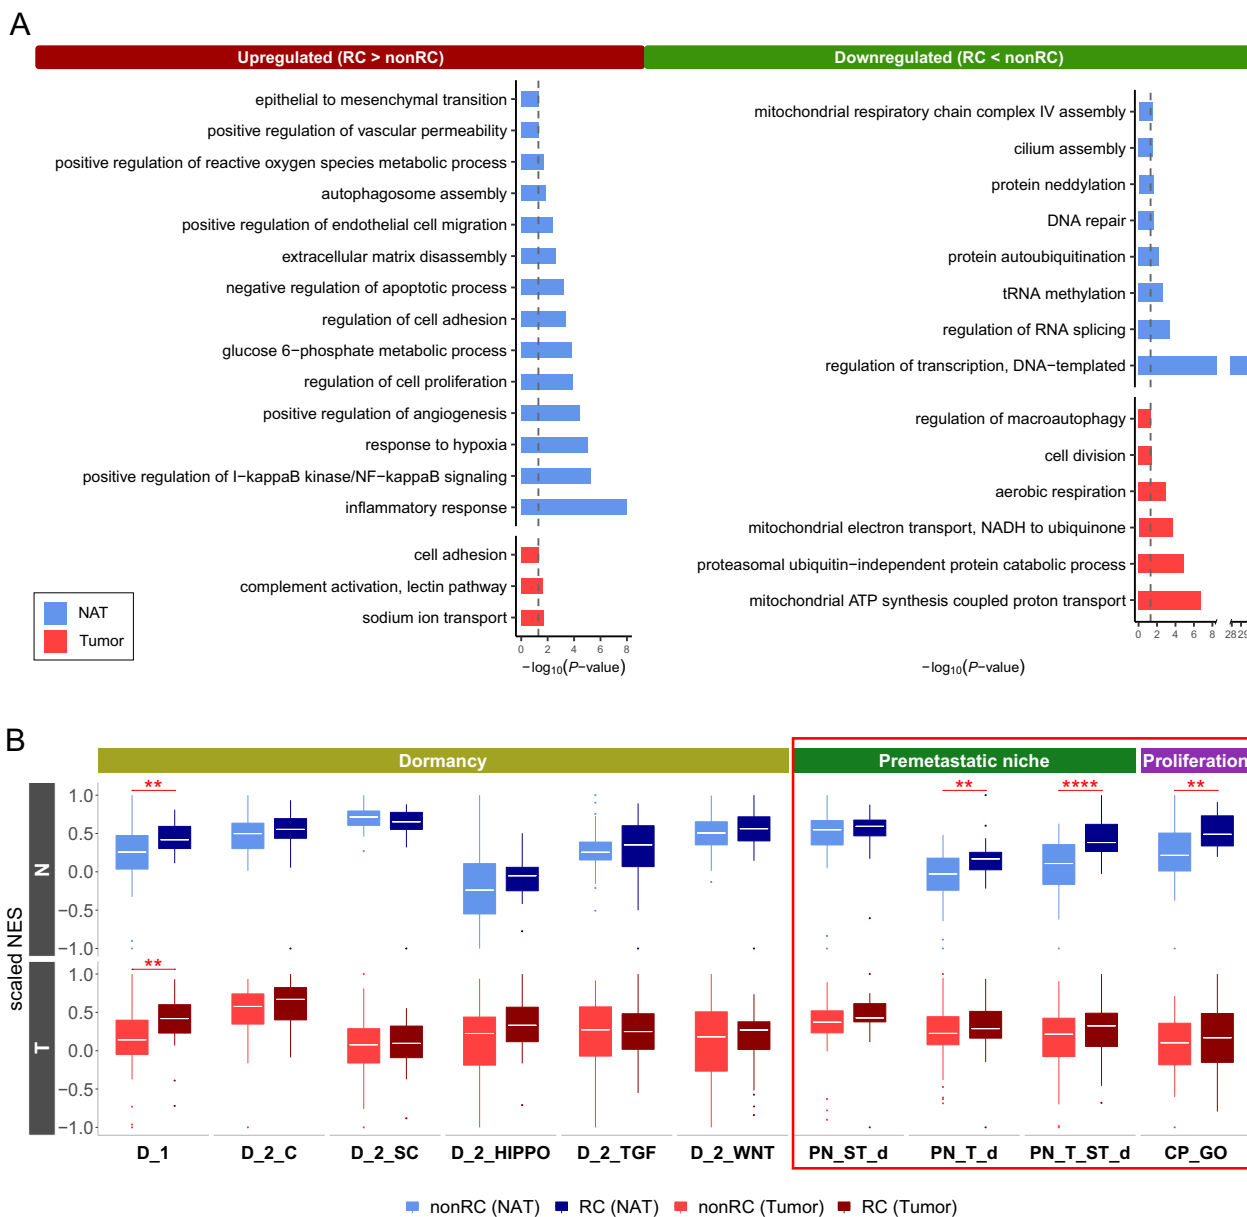 A
Upregulated (RC > nonRC)
Downregulated (RC < nonRC)
epithelial to mesenchymal transition
positive regulation of vascular permeability
positive regulation of reactive oxygen species metabolic process
autophagosome assembly
positive regulation of endothelial cell migration
extracellular matrix disassembly
negative regulation of apoptotic process
regulation of cell adhesion
glucose 6−phosphate metabolic process
regulation of cell proliferation
positive regulation of angiogenesis
response to hypoxia
positive regulation of I−kappaB kinase/NF−kappaB signaling
inflammatory response
cell adhesion
complement activation, lectin pathway
sodium ion transport
0 2 4 6 8
−log10(P−value)
NAT
Tumor
mitochondrial respiratory chain complex IV assembly
cilium assembly
protein neddylation
DNA repair
protein autoubiquitination
tRNA methylation
regulation of RNA splicing
regulation of transcription, DNA−templated
regulation of macroautophagy
cell division
aerobic respiration
mitochondrial electron transport, NADH to ubiquinone
proteasomal ubiquitin−independent protein catabolic process
mitochondrial ATP synthesis coupled proton transport
0 2 4 6 8 28 29
−log10(P−value)
B
Dormancy
Premetastatic niche
Proliferation
scaled NES
N
1.0
0.5
0.0
−0.5
−1.0
** ** **** **
T
1.0
0.5
0.0
−0.5
−1.0
**
D_1 D_2_C D_2_SC D_2_HIPPO D_2_TGF D_2_WNT PN_ST_d PN_T_d PN_T_ST_d CP_GO
nonRC (NAT) RC (NAT) nonRC (Tumor) RC (Tumor)